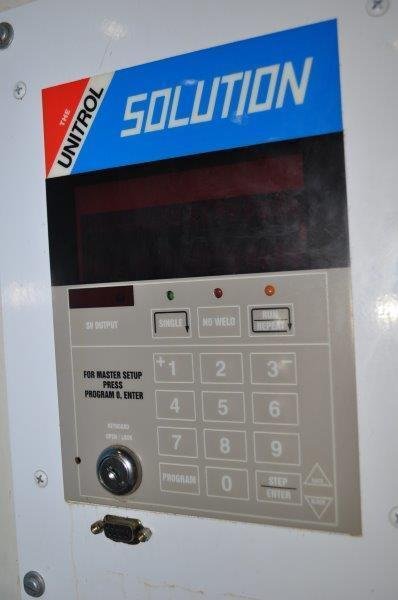 THE
UNITROL
SOLUTION
SV OUTPUT
SINGLE
NO WELD
RUN
REPEAT
FOR MASTER SETUP
PRESS
PROGRAM 0, ENTER
+1 2 3-
4 5 6
7 8 9
KEYBOARD
OPEN / LOCK
PROGRAM 0 STEP
ENTER